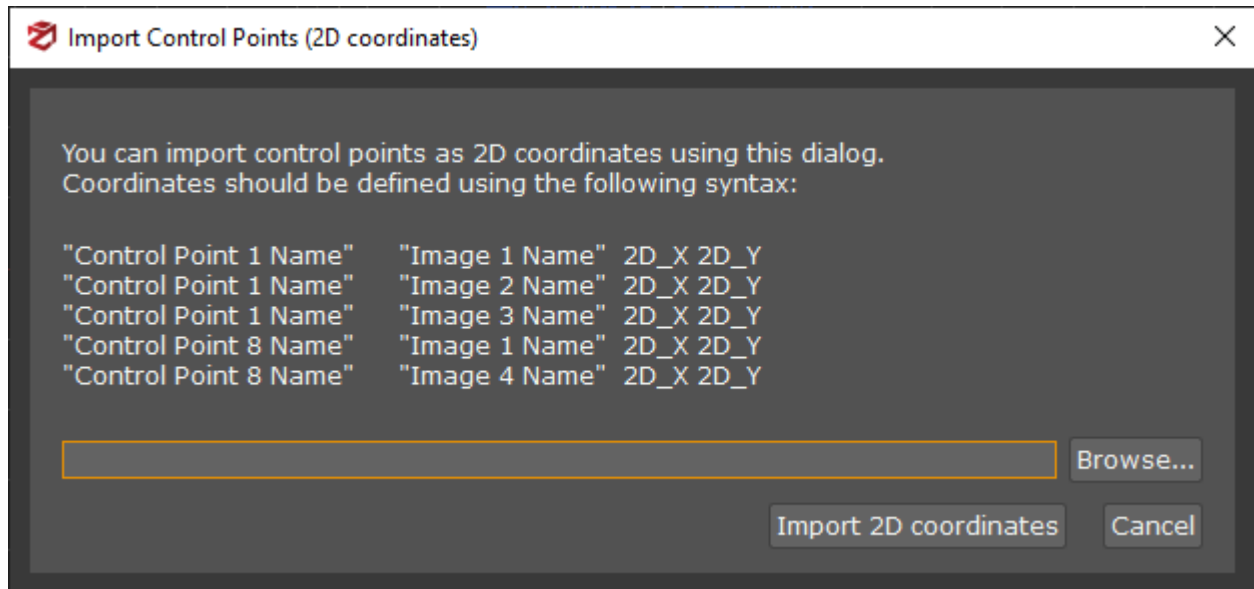 Import Control Points (2D coordinates)
You can import control points as 2D coordinates using this dialog.
Coordinates should be defined using the following syntax:
"Control Point 1 Name" "Image 1 Name" 2D_X 2D_Y
"Control Point 1 Name" "Image 2 Name" 2D_X 2D_Y
"Control Point 1 Name" "Image 3 Name" 2D_X 2D_Y
"Control Point 8 Name" "Image 1 Name" 2D_X 2D_Y
"Control Point 8 Name" "Image 4 Name" 2D_X 2D_Y
Browse...
Import 2D coordinates Cancel